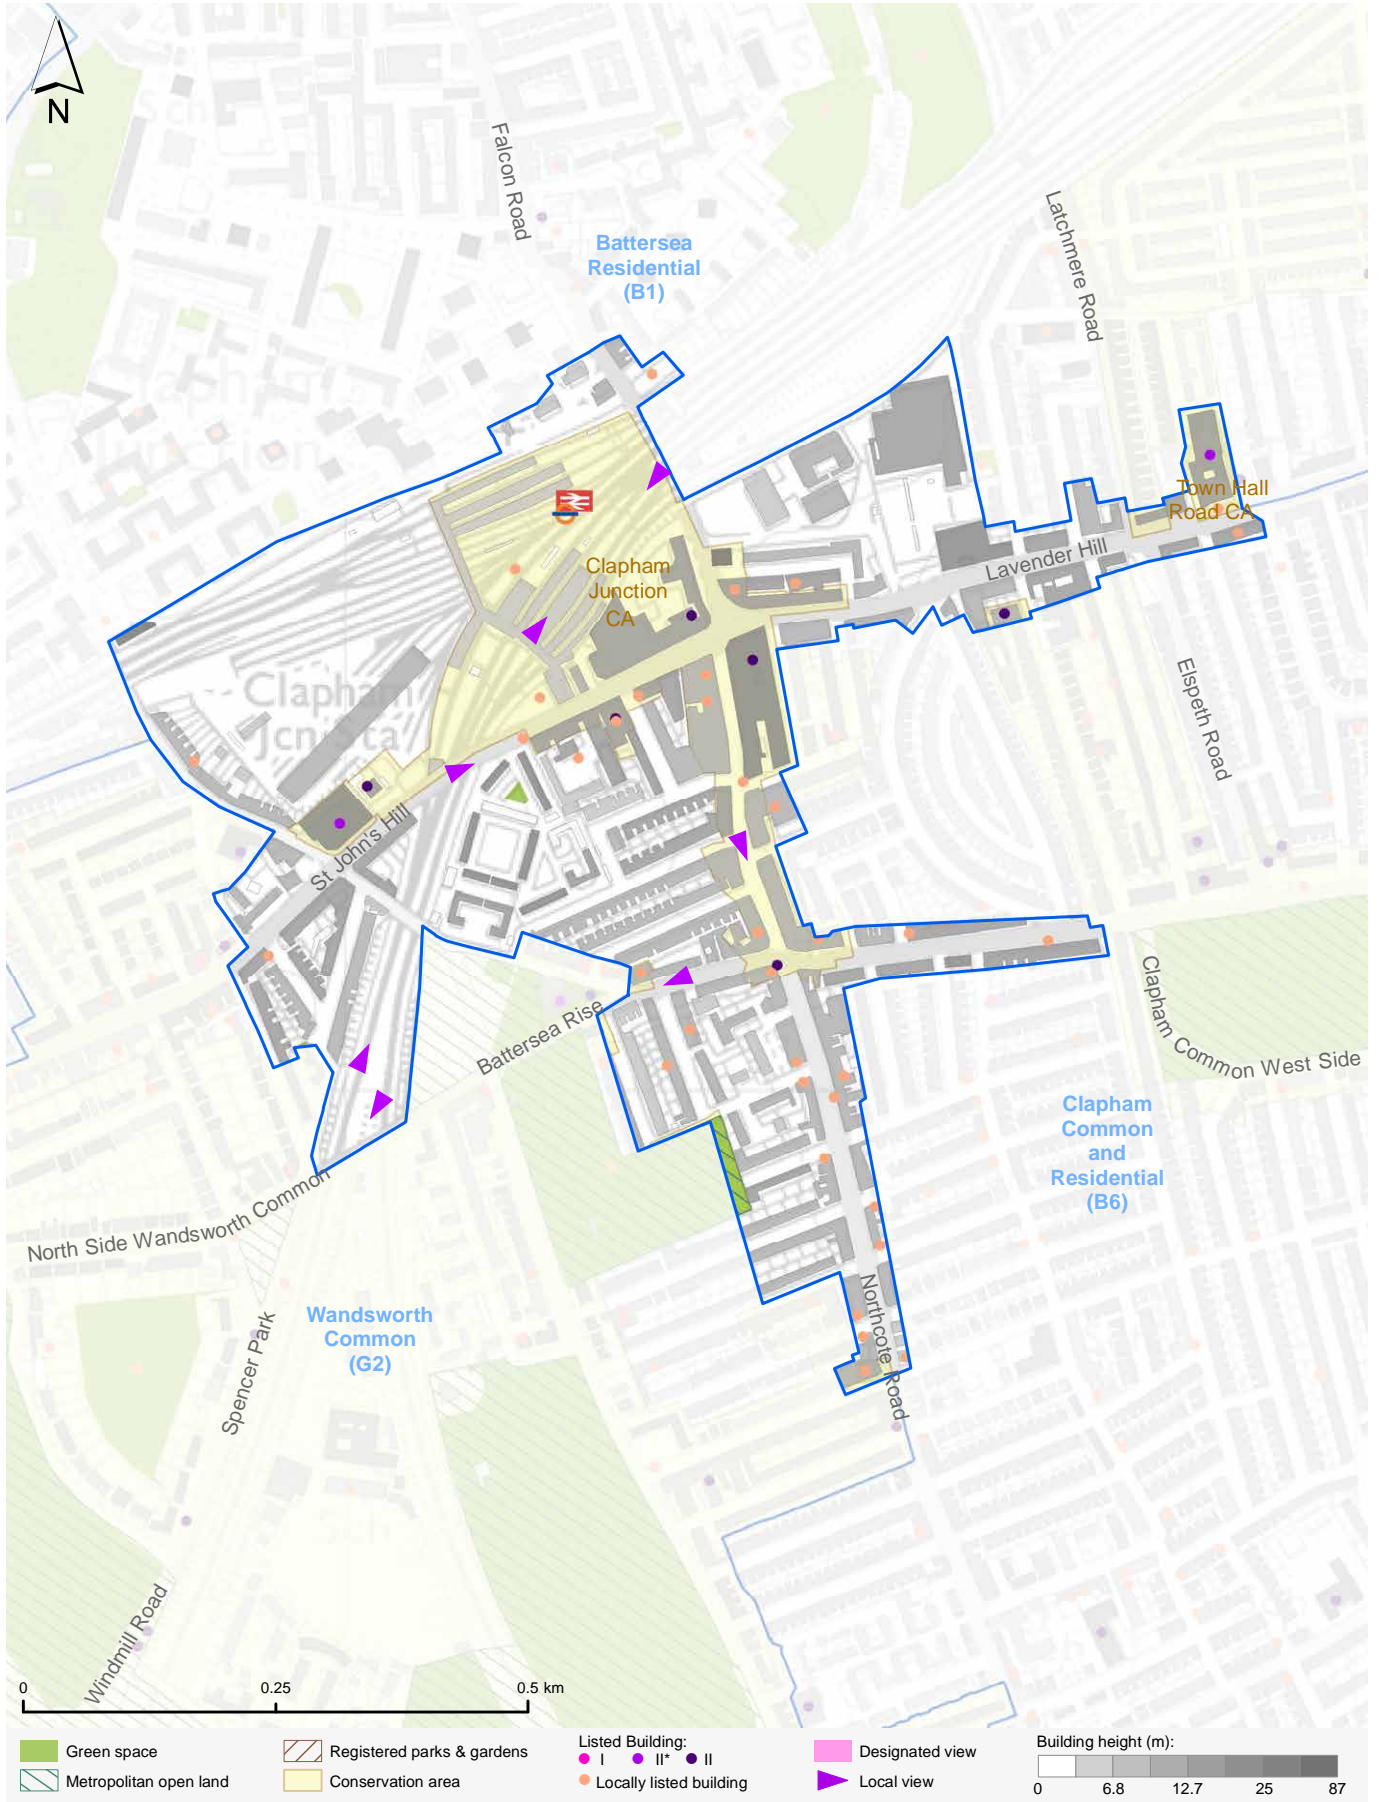 N
Falcon Road
Latchmere Road
Battersea
Residential
(B1)
Town Hall
Road CA
Lavender Hill
Clapham
Junction
CA
Clapham
Jcn Sta
Elspeth Road
St John's Hill
Battersea Rise
Clapham Common West Side
Clapham
Common
and
Residential
(B6)
North Side Wandsworth Common
Northcote Road
Wandsworth
Common
(G2)
Spencer Park
Windmill Road
0 0.25 0.5 km
Green space
Metropolitan open land
Registered parks & gardens
Conservation area
Listed Building:
I II* II
Locally listed building
Designated view
Local view
Building height (m):
0 6.8 12.7 25 87